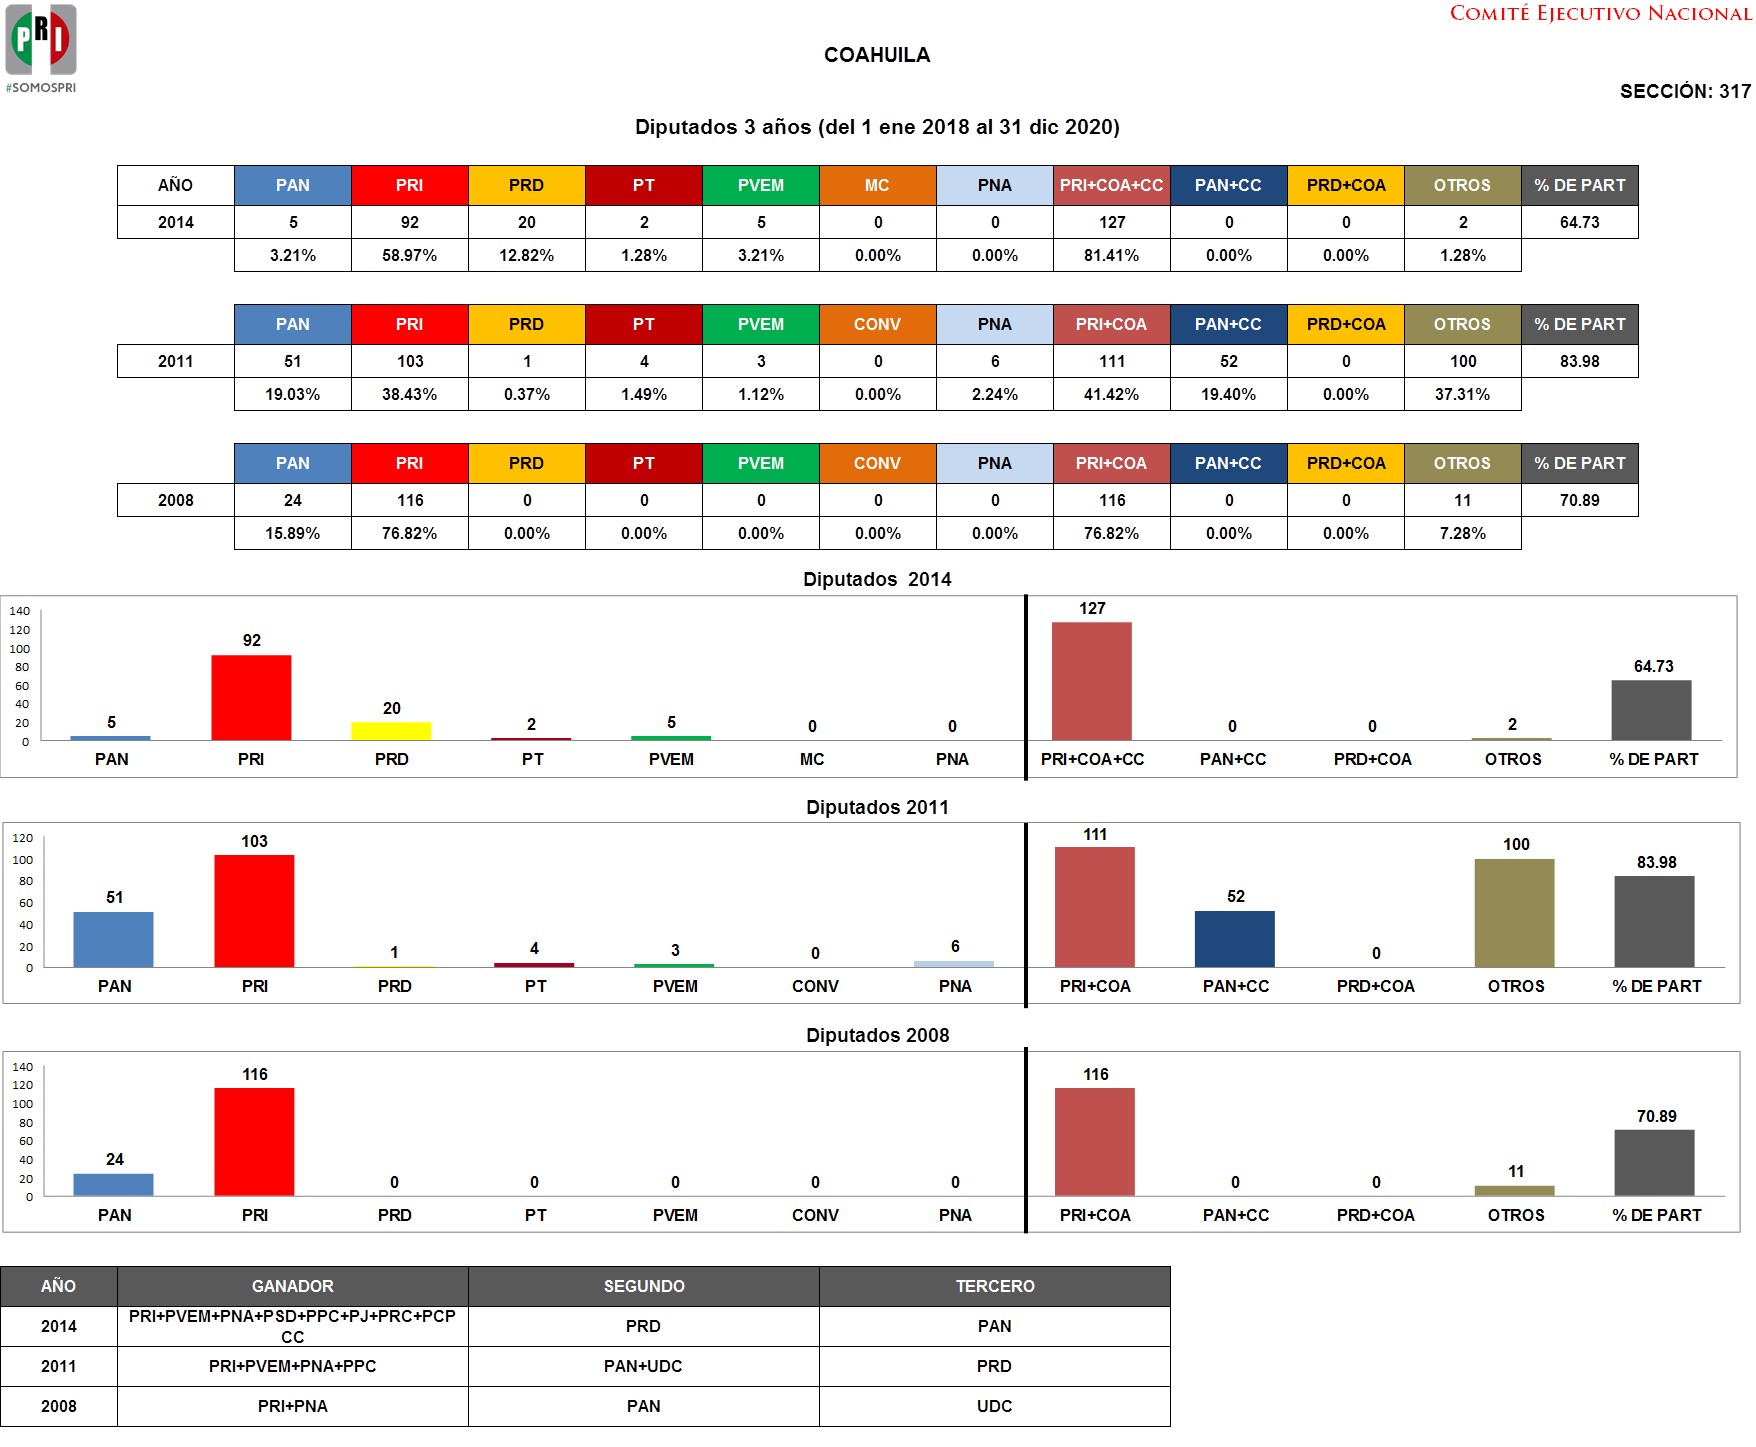 PRI
#SOMOSPRI
COMITÉ EJECUTIVO NACIONAL
COAHUILA
SECCIÓN: 317
Diputados 3 años (del 1 ene 2018 al 31 dic 2020)
AÑO PAN PRI PRD PT PVEM MC PNA PRI+COA+CC PAN+CC PRD+COA OTROS % DE PART
2014 5 92 20 2 5 0 0 127 0 0 2 64.73
3.21% 58.97% 12.82% 1.28% 3.21% 0.00% 0.00% 81.41% 0.00% 0.00% 1.28%
PAN PRI PRD PT PVEM CONV PNA PRI+COA PAN+CC PRD+COA OTROS % DE PART
2011 51 103 1 4 3 0 6 111 52 0 100 83.98
19.03% 38.43% 0.37% 1.49% 1.12% 0.00% 2.24% 41.42% 19.40% 0.00% 37.31%
PAN PRI PRD PT PVEM CONV PNA PRI+COA PAN+CC PRD+COA OTROS % DE PART
2008 24 116 0 0 0 0 0 116 0 0 11 70.89
15.89% 76.82% 0.00% 0.00% 0.00% 0.00% 0.00% 76.82% 0.00% 0.00% 7.28%
Diputados 2014
140
120
100
80
60
40
20
0
5 92 20 2 5 0 0 127 0 0 2 64.73
PAN PRI PRD PT PVEM MC PNA PRI+COA+CC PAN+CC PRD+COA OTROS % DE PART
Diputados 2011
120
100
80
60
40
20
0
51 103 1 4 3 0 6 111 52 0 100 83.98
PAN PRI PRD PT PVEM CONV PNA PRI+COA PAN+CC PRD+COA OTROS % DE PART
Diputados 2008
140
120
100
80
60
40
20
0
24 116 0 0 0 0 0 116 0 0 11 70.89
PAN PRI PRD PT PVEM CONV PNA PRI+COA PAN+CC PRD+COA OTROS % DE PART
AÑO GANADOR SEGUNDO TERCERO
2014 PRI+PVEM+PNA+PSD+PPC+PJ+PRC+PCP
CC PRD PAN
2011 PRI+PVEM+PNA+PPC PAN+UDC PRD
2008 PRI+PNA PAN UDC